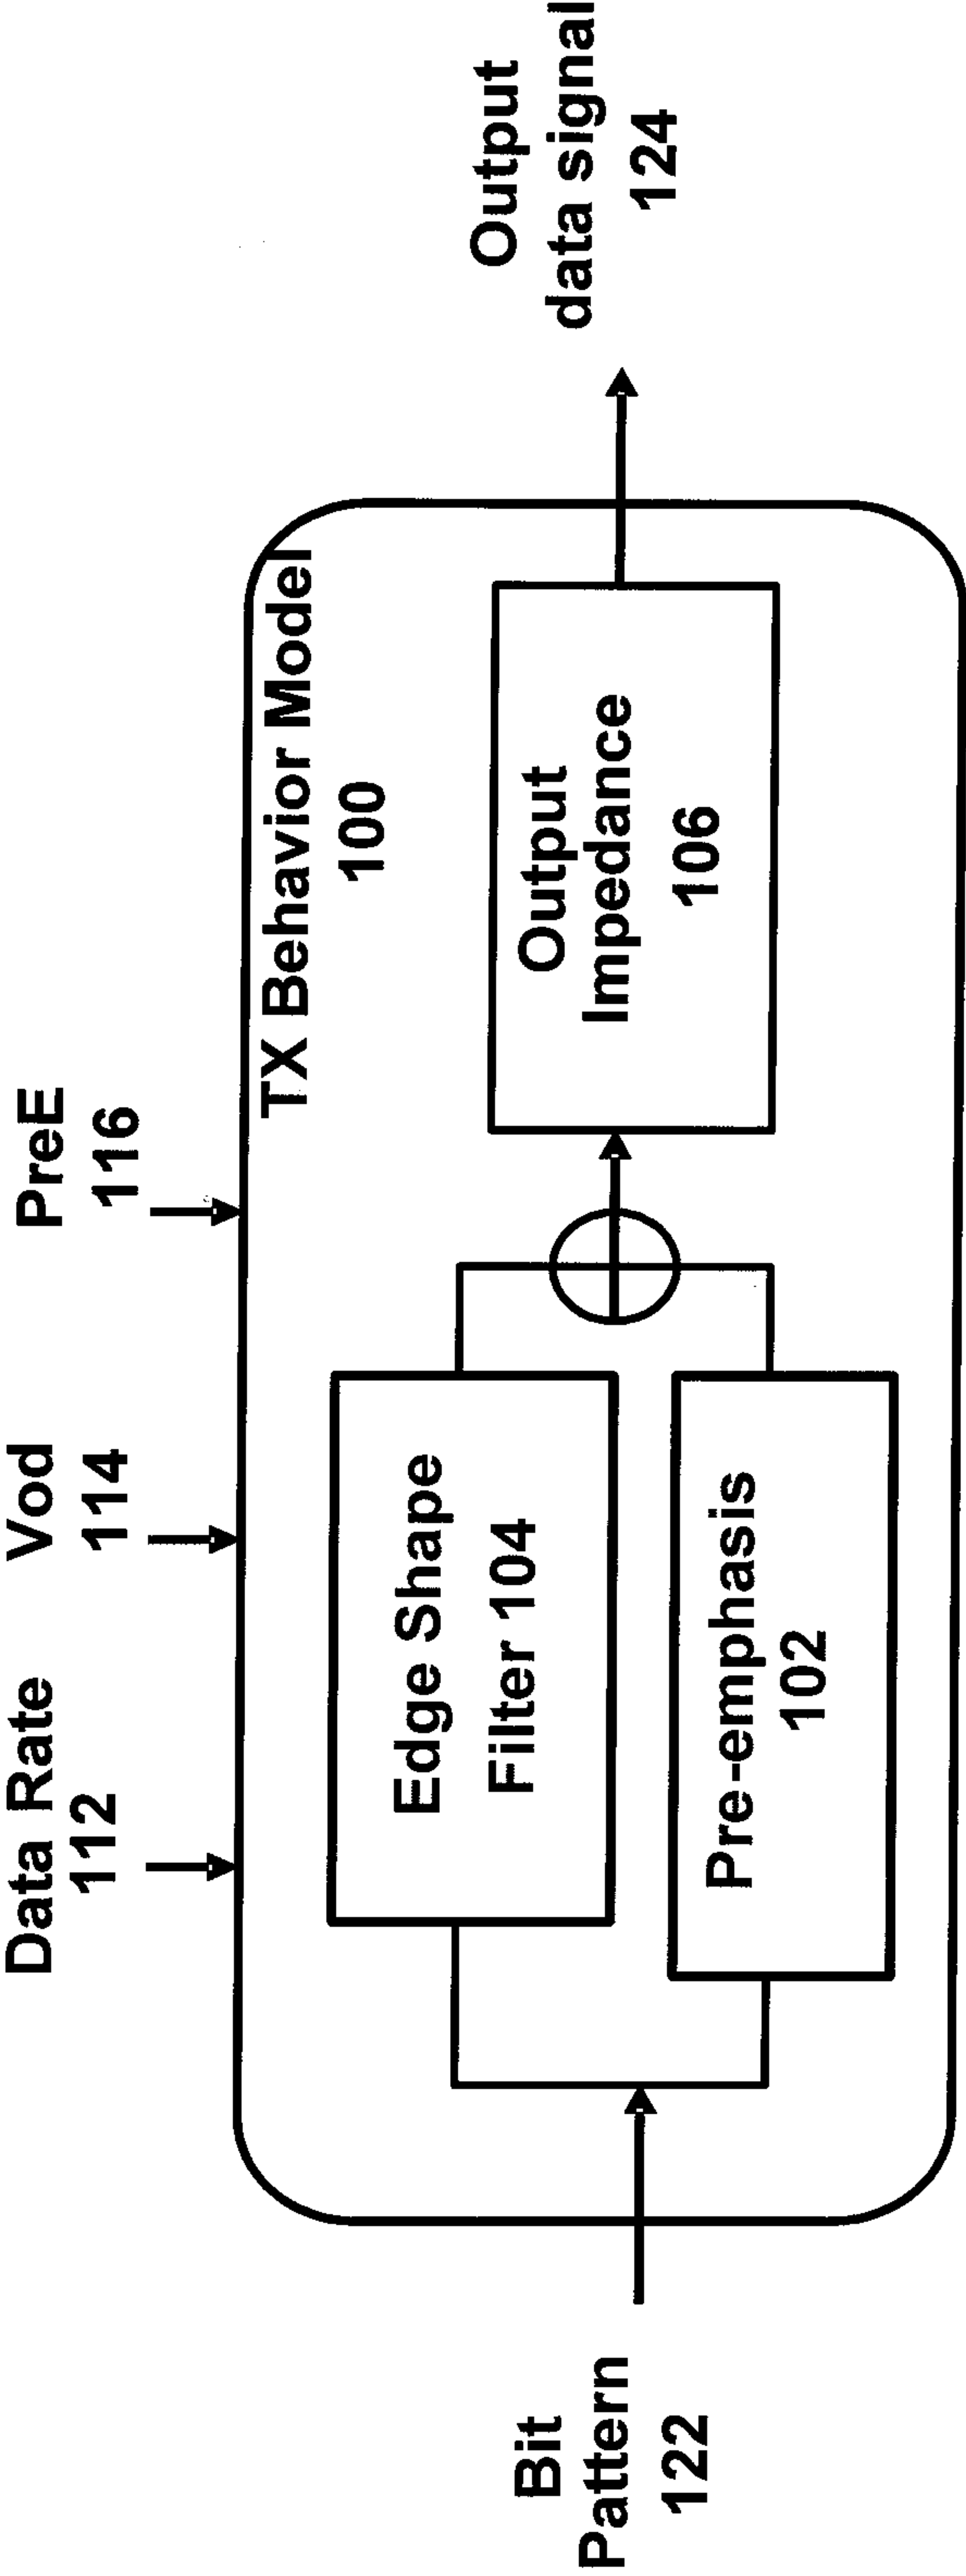 Data Rate
112
Vod
114
PreE
116
TX Behavior Model
100
Edge Shape
Filter 104
Pre-emphasis
102
Output
Impedance
106
Bit
Pattern
122
Output
data signal
124